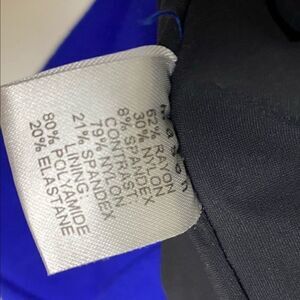 62% RAYON
30% NYLON
8% SPANDEX
CONTRAST
79% NYLON
21% SPANDEX
LINING
80% POLYAMIDE
20% ELASTANE